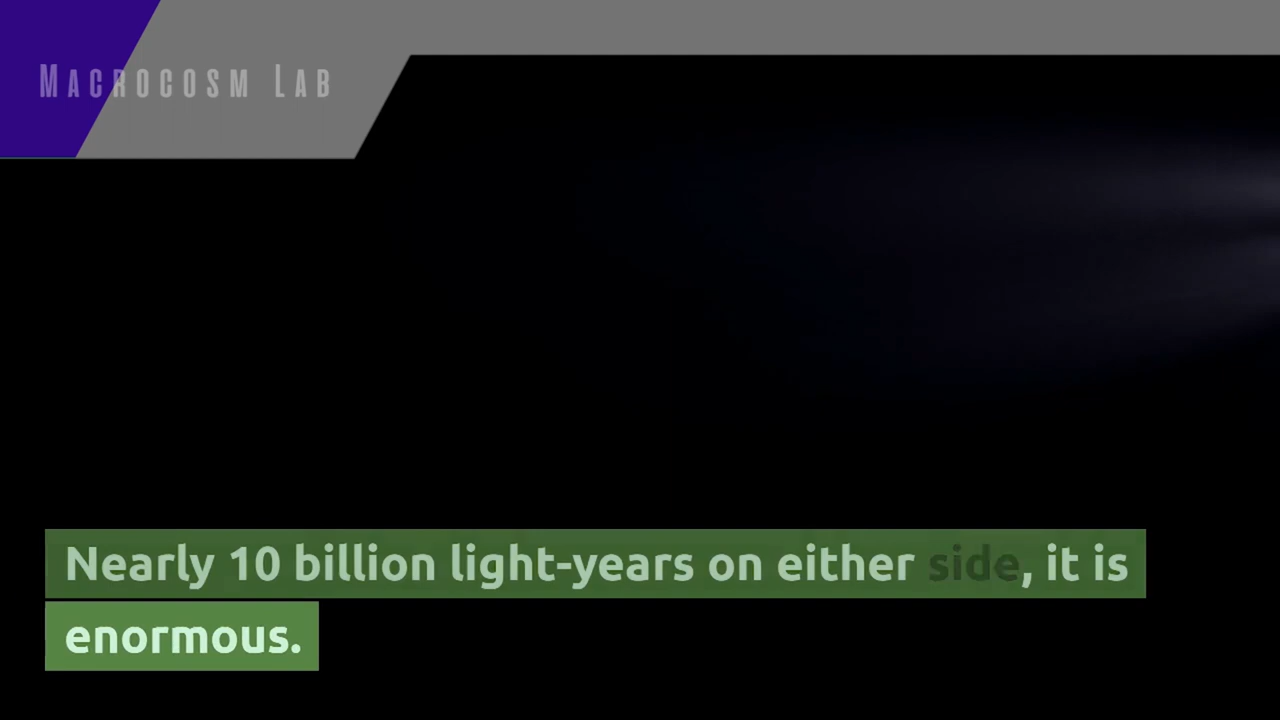 MACROCOSM LAB
Nearly 10 billion light-years on either side, it is
enormous.